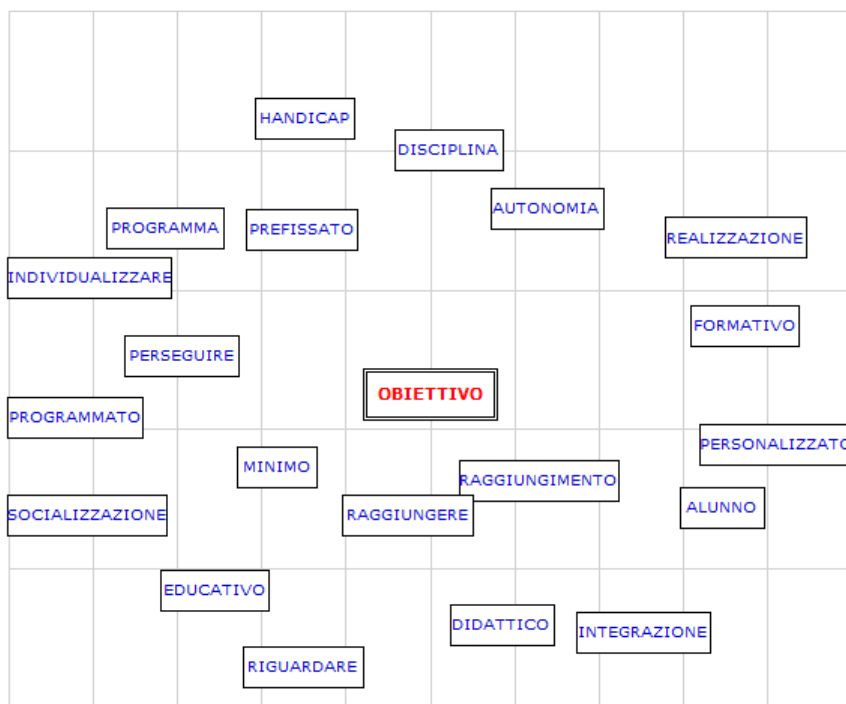 HANDICAP
DISCIPLINA
AUTONOMIA
PROGRAMMA
PREFISSATO
REALIZZAZIONE
INDIVIDUALIZZARE
FORMATIVO
PERSEGUIRE
OBIETTIVO
PROGRAMMATO
PERSONALIZZATO
MINIMO
RAGGIUNGIMENTO
ALUNNO
SOCIALIZZAZIONE
RAGGIUNGERE
EDUCATIVO
DIDATTICO
INTEGRAZIONE
RIGUARDARE